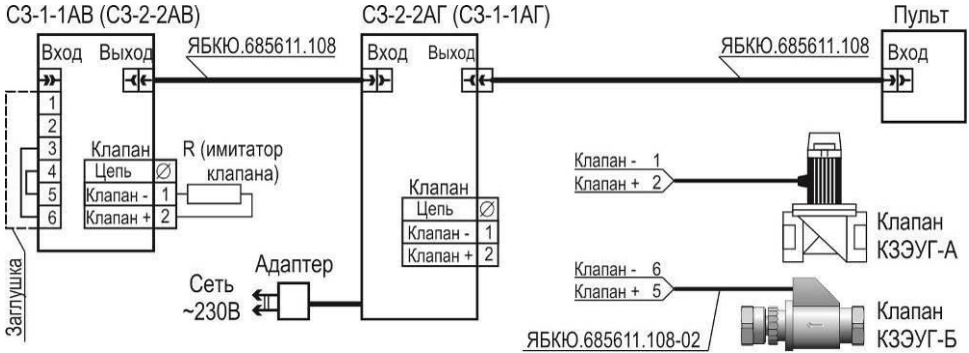 СЗ-1-1АВ (СЗ-2-2АВ)
СЗ-2-2АГ (СЗ-1-1АГ)
Пульт
Вход Выход
ЯБКЮ.685611.108
Вход Выход
ЯБКЮ.685611.108
Вход
1
2
3
4
5
6
Клапан
Цепь ∅
Клапан - 1
Клапан + 2
R (имитатор
клапана)
Заглушка
Клапан
Цепь ∅
Клапан - 1
Клапан + 2
Адаптер
Сеть
~230В
Клапан - 1
Клапан + 2
Клапан
КЗЭУГ-А
Клапан - 6
Клапан + 5
ЯБКЮ.685611.108-02
Клапан
КЗЭУГ-Б